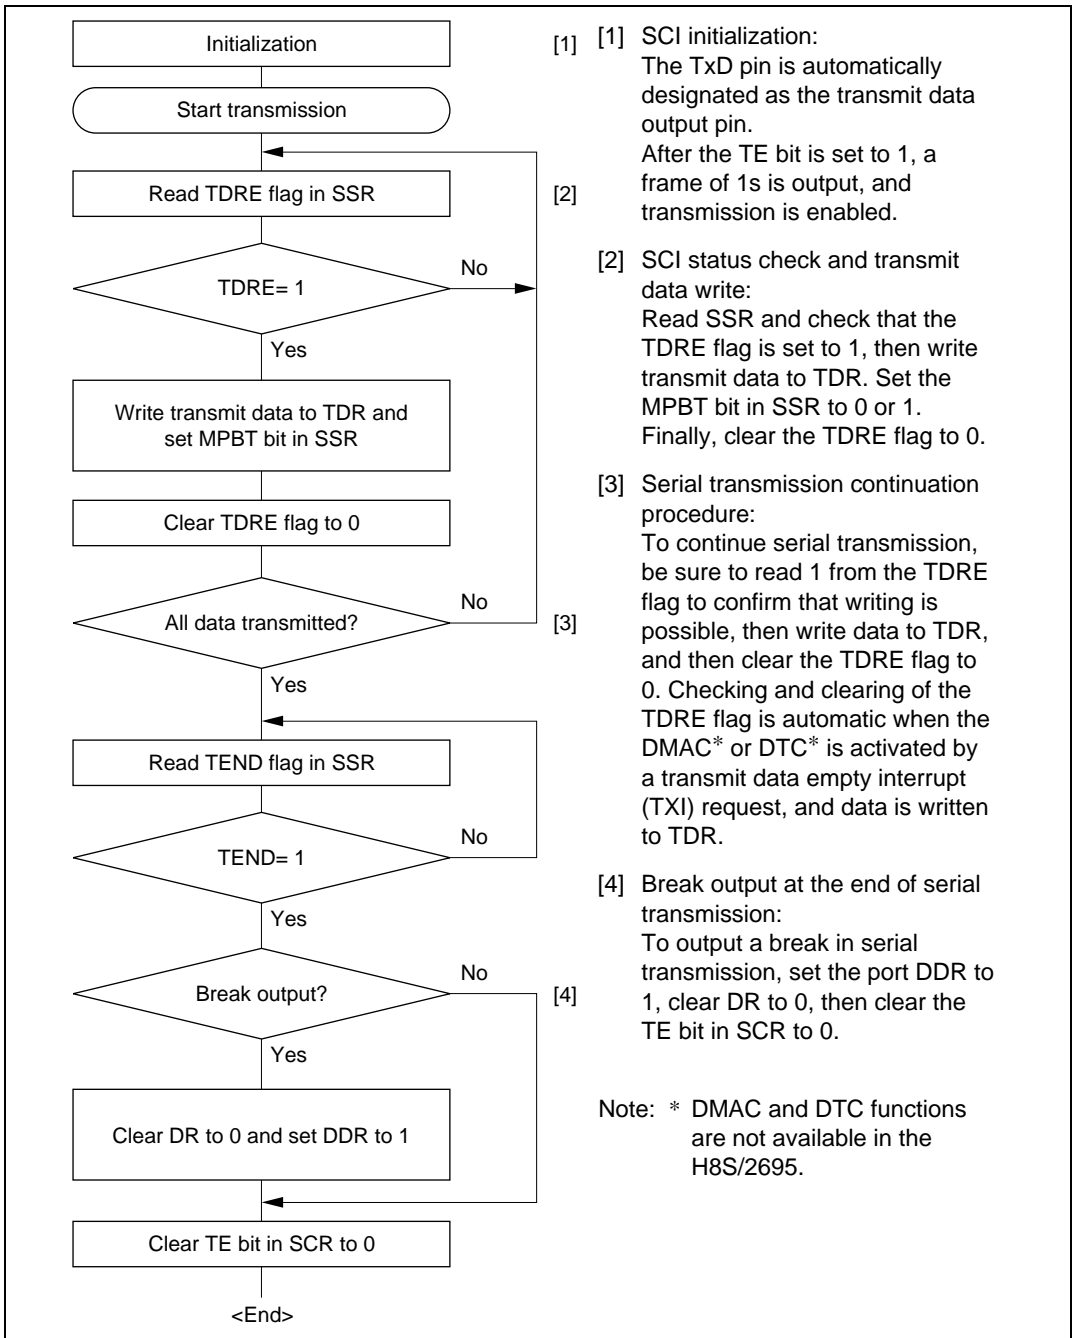 Initialization
[1]
Start transmission
Read TDRE flag in SSR
[2]
TDRE= 1
No
Yes
Write transmit data to TDR and
set MPBT bit in SSR
Clear TDRE flag to 0
All data transmitted?
No
[3]
Yes
Read TEND flag in SSR
TEND= 1
No
Yes
Break output?
No
[4]
Yes
Clear DR to 0 and set DDR to 1
Clear TE bit in SCR to 0
<End>
[1] SCI initialization:
The TxD pin is automatically
designated as the transmit data
output pin.
After the TE bit is set to 1, a
frame of 1s is output, and
transmission is enabled.
[2] SCI status check and transmit
data write:
Read SSR and check that the
TDRE flag is set to 1, then write
transmit data to TDR. Set the
MPBT bit in SSR to 0 or 1.
Finally, clear the TDRE flag to 0.
[3] Serial transmission continuation
procedure:
To continue serial transmission,
be sure to read 1 from the TDRE
flag to confirm that writing is
possible, then write data to TDR,
and then clear the TDRE flag to
0. Checking and clearing of the
TDRE flag is automatic when the
DMAC* or DTC* is activated by
a transmit data empty interrupt
(TXI) request, and data is written
to TDR.
[4] Break output at the end of serial
transmission:
To output a break in serial
transmission, set the port DDR to
1, clear DR to 0, then clear the
TE bit in SCR to 0.
Note: * DMAC and DTC functions
are not available in the
H8S/2695.